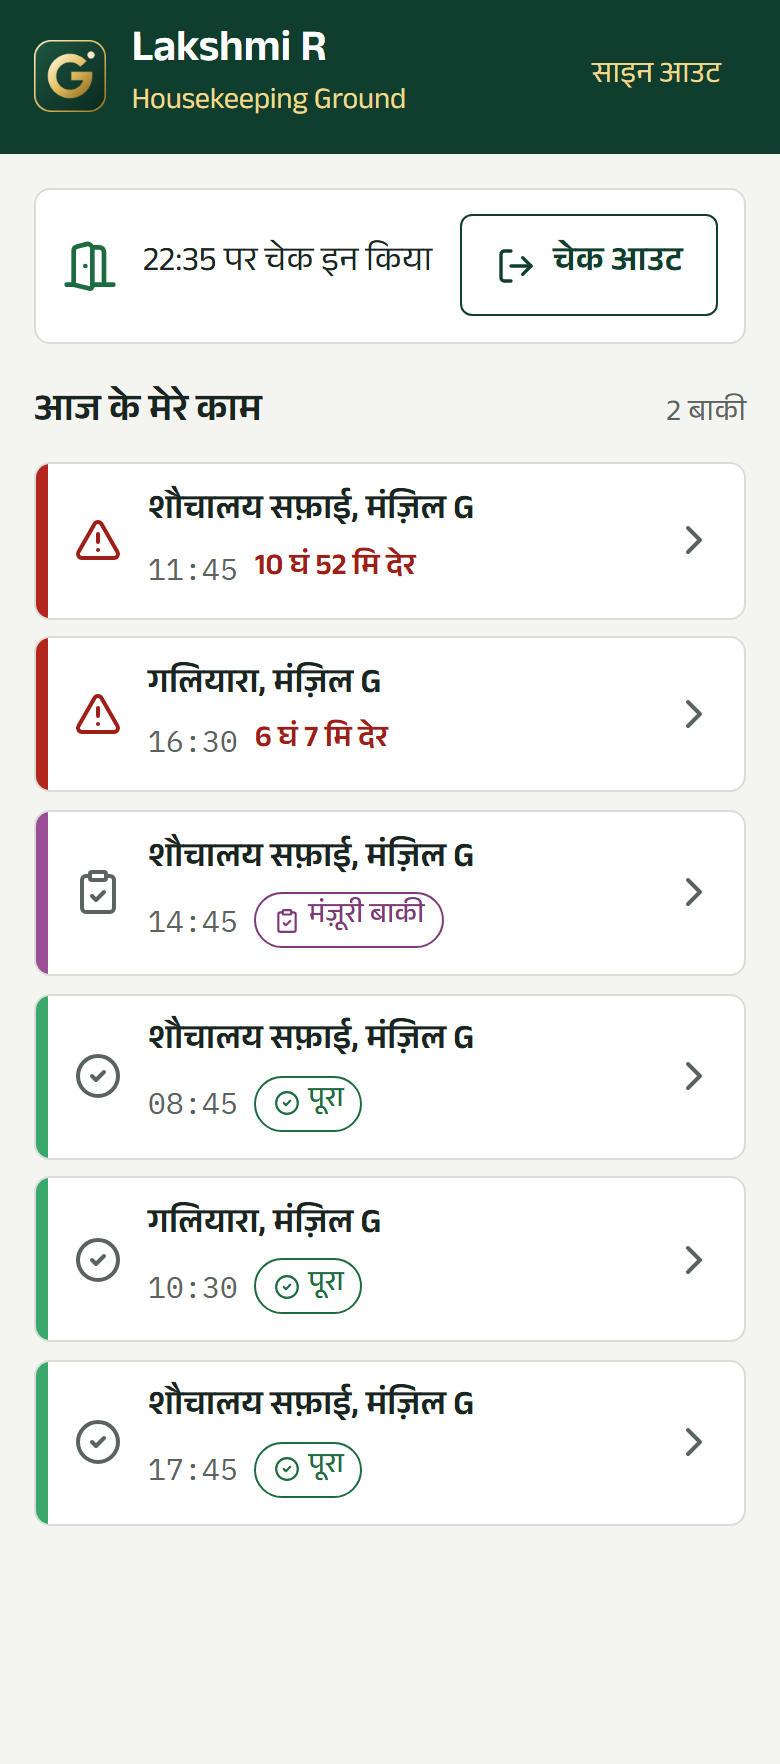 Lakshmi R
Housekeeping Ground
साइन आउट
22:35 पर चेक इन किया
चेक आउट
आज के मेरे काम
2 बाकी
शौचालय सफ़ाई, मंज़िल G
11:45 10 घं 52 मि देर
गलियारा, मंज़िल G
16:30 6 घं 7 मि देर
शौचालय सफ़ाई, मंज़िल G
14:45 मंज़ूरी बाकी
शौचालय सफ़ाई, मंज़िल G
08:45 पूरा
गलियारा, मंज़िल G
10:30 पूरा
शौचालय सफ़ाई, मंज़िल G
17:45 पूरा